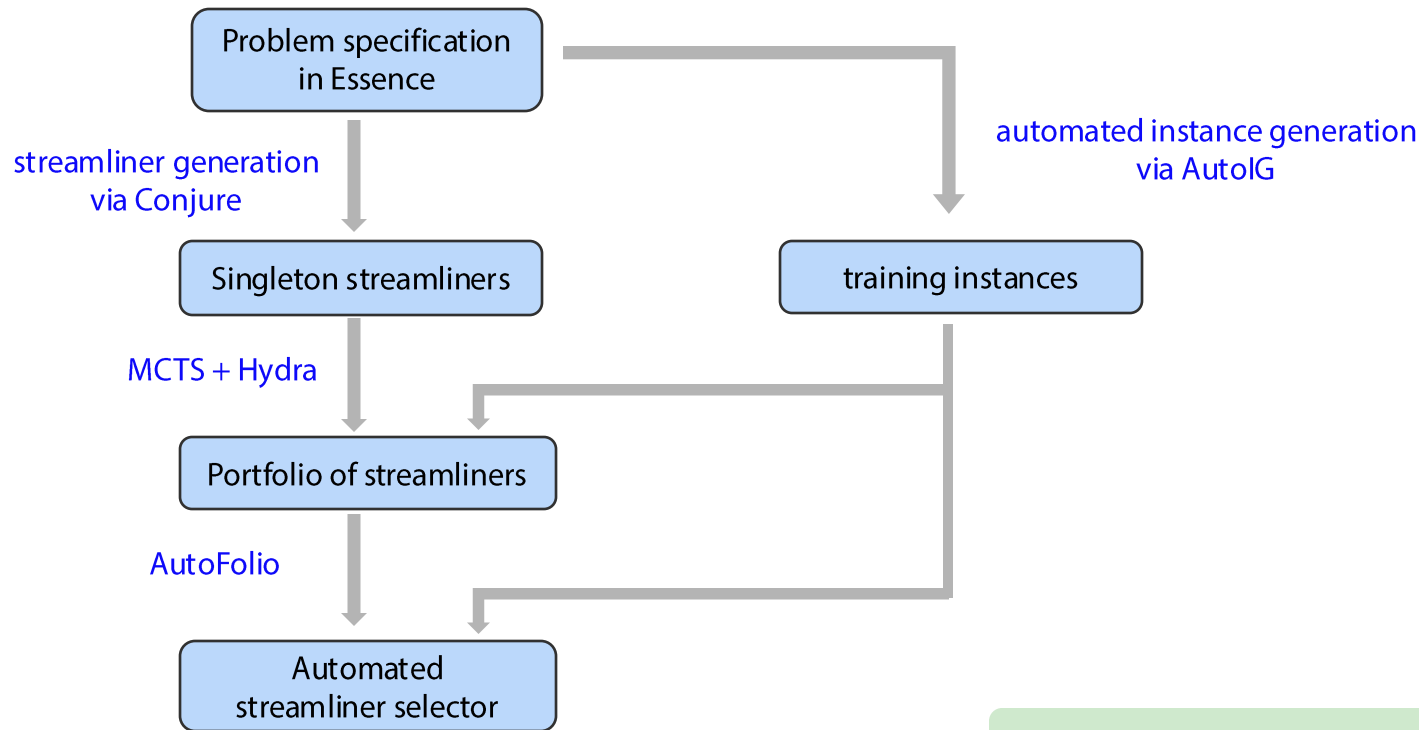 Problem specification
in Essence
automated instance generation
via AutoIG
streamliner generation
via Conjure
Singleton streamliners
training instances
MCTS + Hydra
Portfolio of streamliners
AutoFolio
Automated
streamliner selector